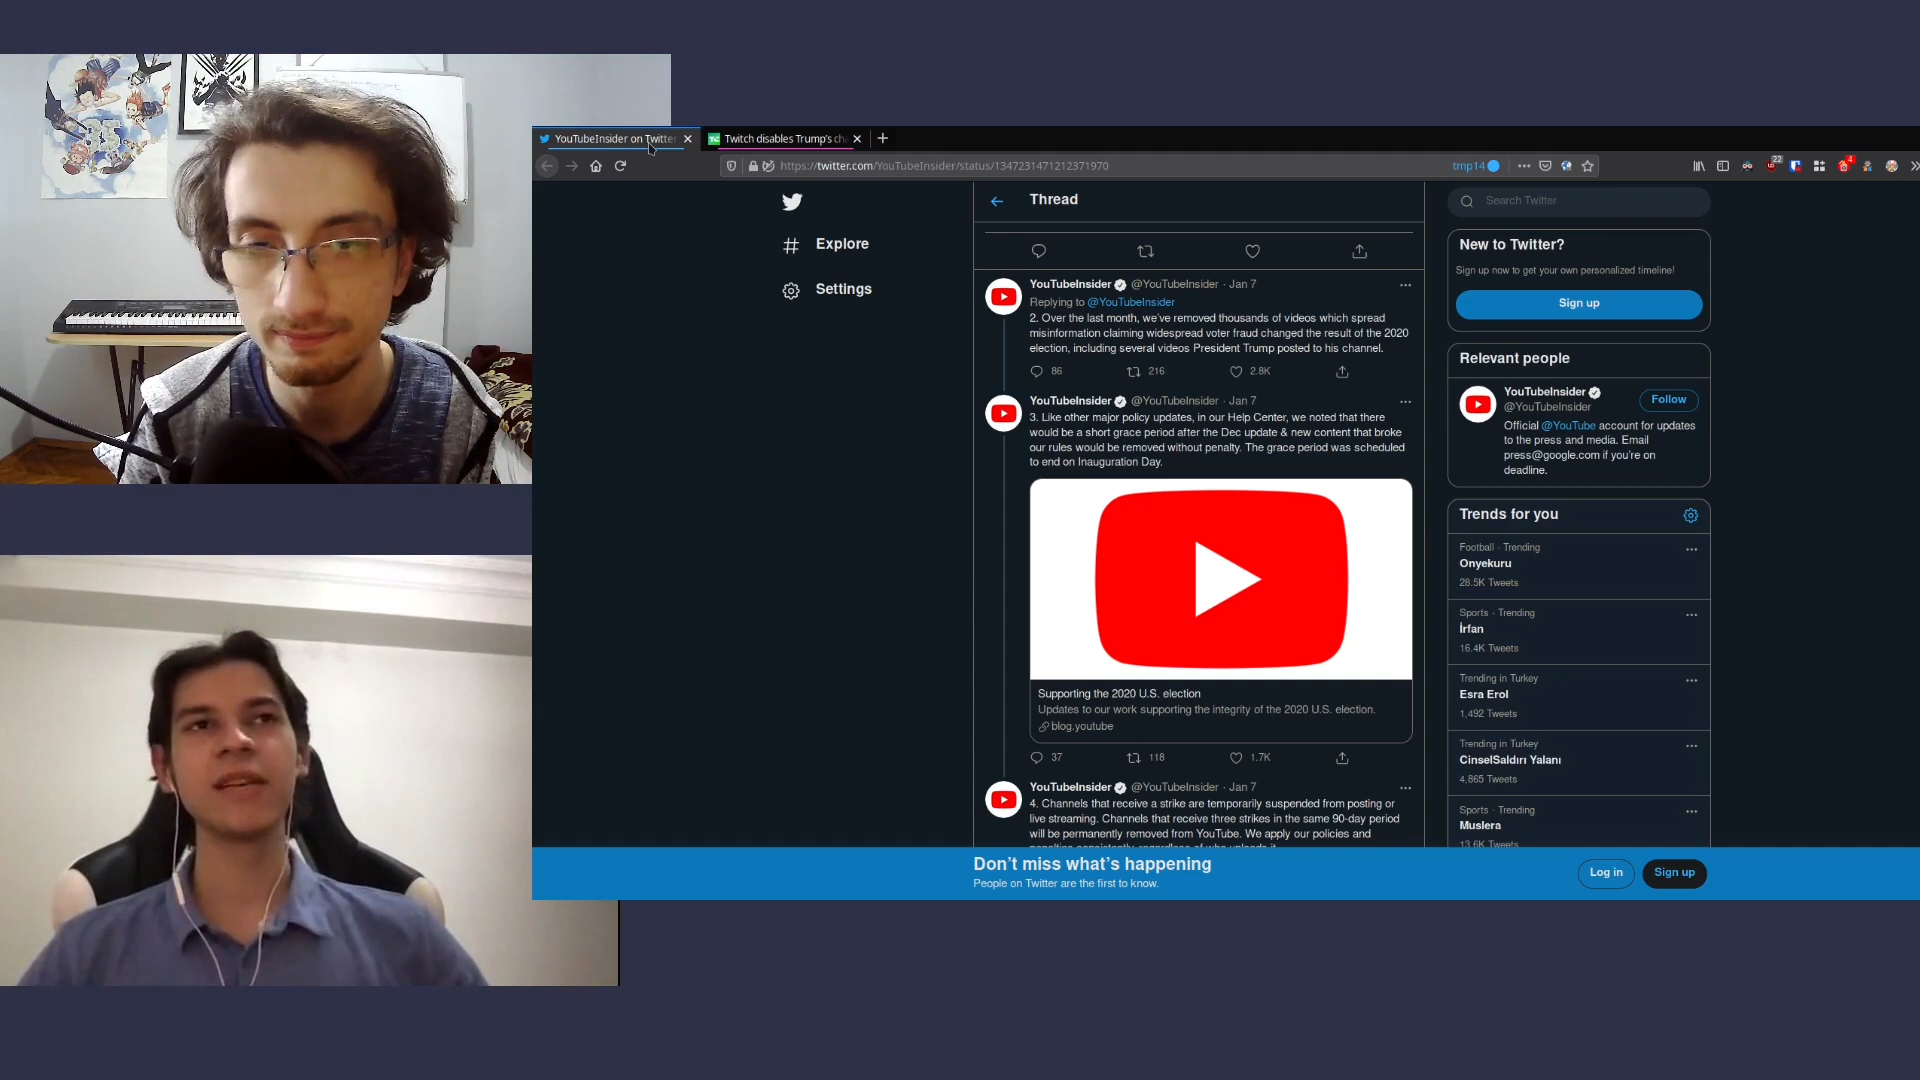 YouTubeInsider on Twitter
Twitch disables Trump's ch
https://twitter.com/YouTubeInsider/status/1347231471212371970
tmp14
22
4
Explore
Settings
Thread
YouTubeInsider @YouTubeInsider · Jan 7
Replying to @YouTubeInsider
2. Over the last month, we've removed thousands of videos which spread
misinformation claiming widespread voter fraud changed the result of the 2020
election, including several videos President Trump posted to his channel.
86 216 2.8K
YouTubeInsider @YouTubeInsider · Jan 7
3. Like other major policy updates, in our Help Center, we noted that there
would be a short grace period after the Dec update & new content that broke
our rules would be removed without penalty. The grace period was scheduled
to end on Inauguration Day.
Supporting the 2020 U.S. election
Updates to our work supporting the integrity of the 2020 U.S. election.
blog.youtube
37 118 1.7K
YouTubeInsider @YouTubeInsider · Jan 7
4. Channels that receive a strike are temporarily suspended from posting or
live streaming. Channels that receive three strikes in the same 90-day period
will be permanently removed from YouTube. We apply our policies and
penalties consistently, regardless of who uploads it.
Search Twitter
New to Twitter?
Sign up now to get your own personalized timeline!
Sign up
Relevant people
YouTubeInsider
@YouTubeInsider
Follow
Official @YouTube account for updates
to the press and media. Email
press@google.com if you're on
deadline.
Trends for you
Football · Trending
Onyekuru
28.5K Tweets
Sports · Trending
İrfan
16.4K Tweets
Trending in Turkey
Esra Erol
1,492 Tweets
Trending in Turkey
CinselSaldırı Yalanı
4,865 Tweets
Sports · Trending
Muslera
13.6K Tweets
Don't miss what's happening
People on Twitter are the first to know.
Log in
Sign up